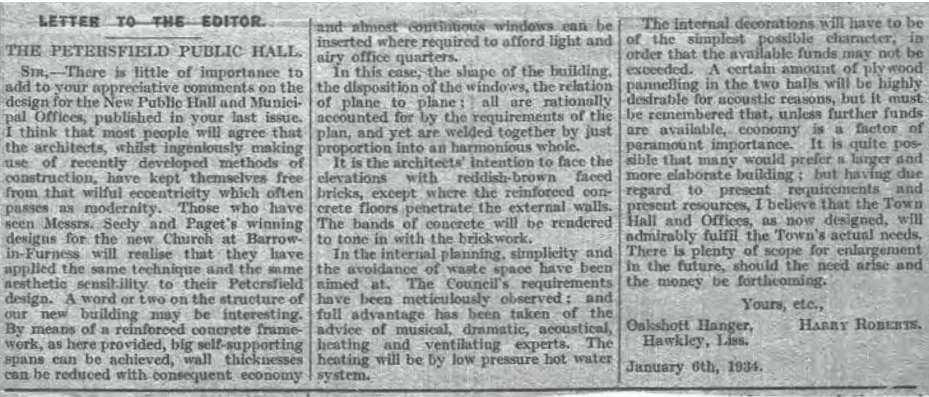 LETTER TO THE EDITOR.
THE PETERSFIELD PUBLIC HALL.
SIR,—There is little of importance to
add to your appreciative comments on the
design for the New Public Hall and Munici-
pal Offices, published in your last issue.
I think that most people will agree that
the architects, whilst ingeniously making
use of recently developed methods of
construction, have kept themselves free
from that wilful eccentricity which often
passes as modernity. Those who have
seen Messrs. Seely and Paget's winning
designs for the new Church at Barrow-
in-Furness will realise that they have
applied the same technique and the same
aesthetic sensibility to their Petersfield
design. A word or two on the structure of
our new building may be interesting.
By means of a reinforced concrete frame-
work, as here provided, big self-supporting
spans can be achieved, wall thicknesses
can be reduced with consequent economy
and almost continuous windows can be
inserted where required to afford light and
airy office quarters.
In this case, the shape of the building,
the disposition of the windows, the relation
of plane to plane; all are rationally
accounted for by the requirements of the
plan, and yet are welded together by just
proportion into an harmonious whole.
It is the architects' intention to face the
elevations with reddish-brown faced
bricks, except where the reinforced con-
crete floors penetrate the external walls.
The bands of concrete will be rendered
to tone in with the brickwork.
In the internal planning, simplicity and
the avoidance of waste space have been
aimed at. The Council's requirements
have been meticulously observed; and
full advantage has been taken of the
advice of musical, dramatic, acoustical,
heating and ventilating experts. The
heating will be by low pressure hot water
system.
The internal decorations will have to be
of the simplest possible character, in
order that the available funds may not be
exceeded. A certain amount of plywood
pannelling in the two halls will be highly
desirable for acoustic reasons, but it must
be remembered that, unless further funds
are available, economy is a factor of
paramount importance. It is quite pos-
sible that many would prefer a larger and
more elaborate building; but having due
regard to present requirements and
present resources, I believe that the Town
Hall and Offices, as now designed, will
admirably fulfil the Town's actual needs.
There is plenty of scope for enlargement
in the future, should the need arise and
the money be forthcoming.
Yours, etc.,
Oakshott Hanger, HARRY ROBERTS.
Hawkley, Liss.
January 6th, 1934.